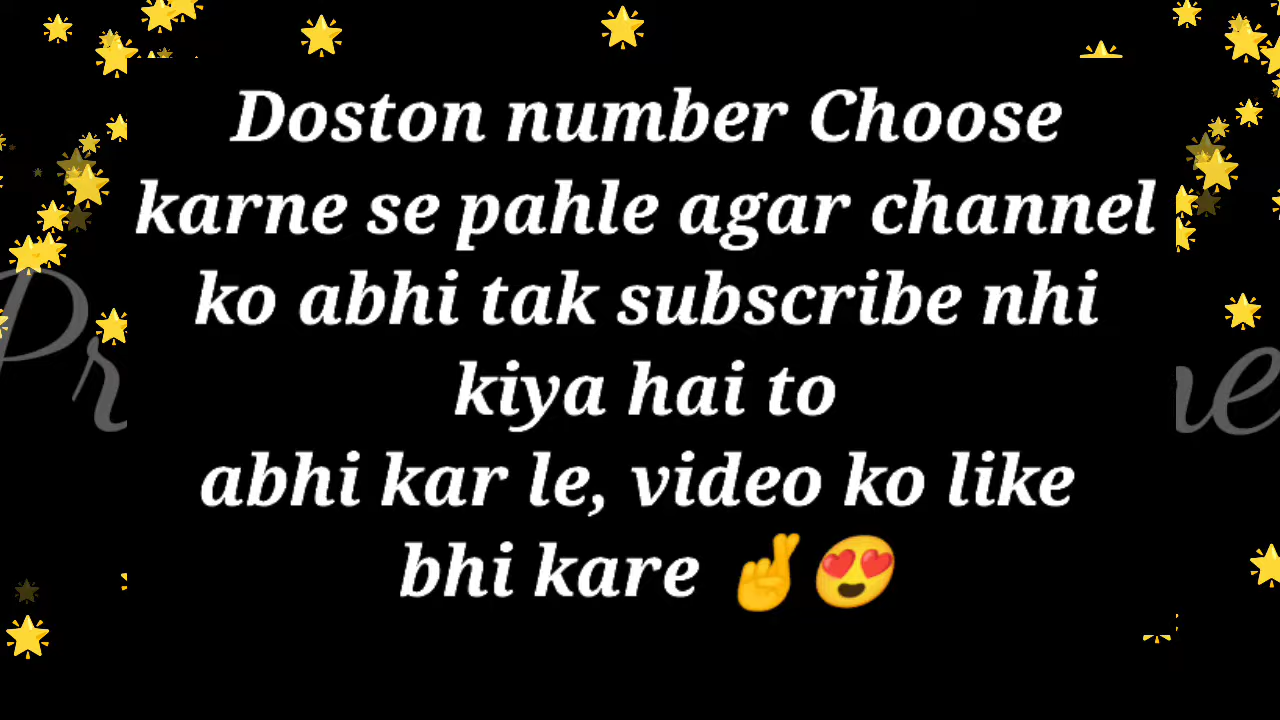 Doston number Choose
karne se pahle agar channel
ko abhi tak subscribe nhi
kiya hai to
abhi kar le, video ko like
bhi kare 🤞😍